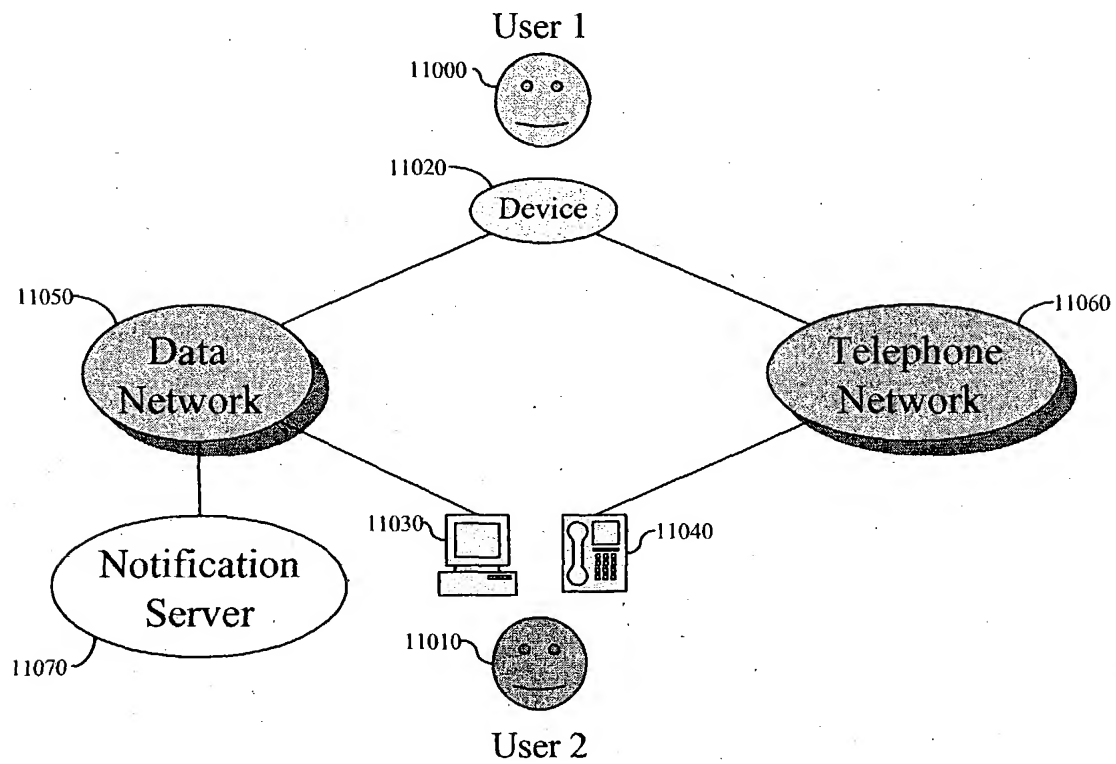 User 1
11000
11020
Device
11050
11060
Data
Network
Telephone
Network
11030
11040
Notification
Server
11010
11070
User 2